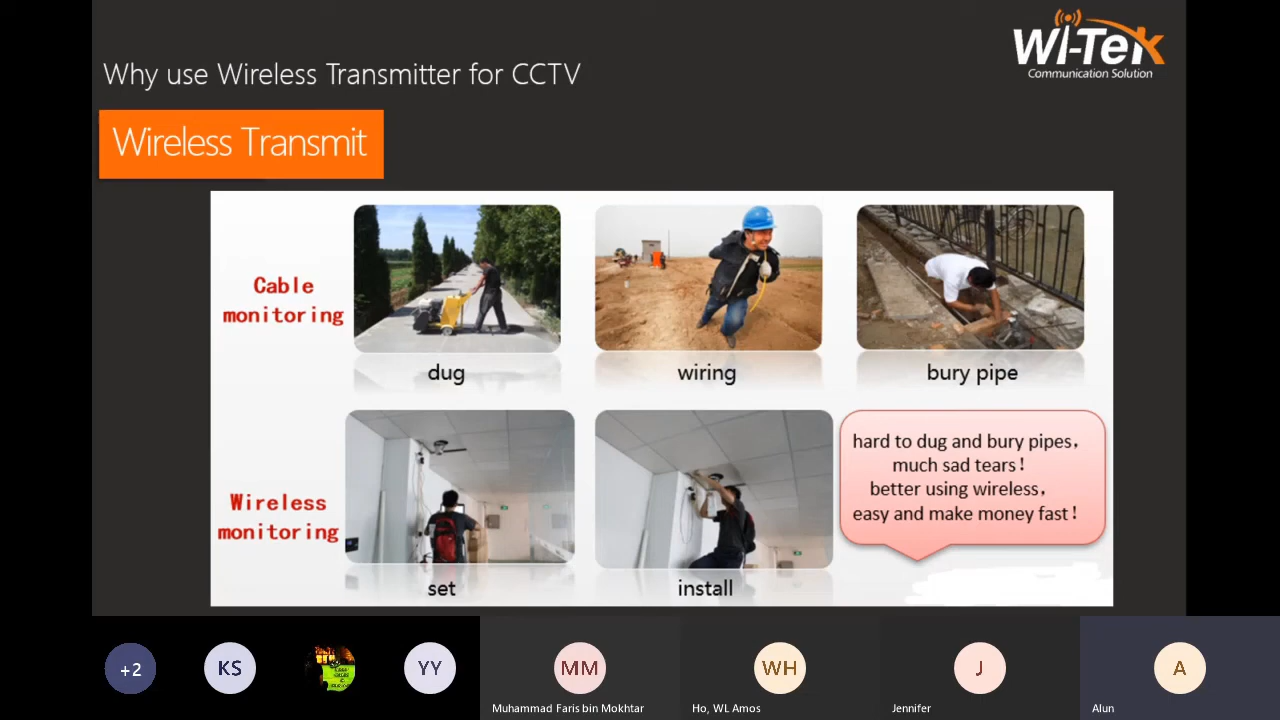 Wi-Tek
Communication Solution
Why use Wireless Transmitter for CCTV
Wireless Transmit
Cable
monitoring
dug
wiring
bury pipe
Wireless
monitoring
set
install
hard to dug and bury pipes,
much sad tears!
better using wireless,
easy and make money fast!
+2
KS
YY
MM
WH
J
A
Muhammad Faris bin Mokhtar
Ho, WL Amos
Jennifer
Alun